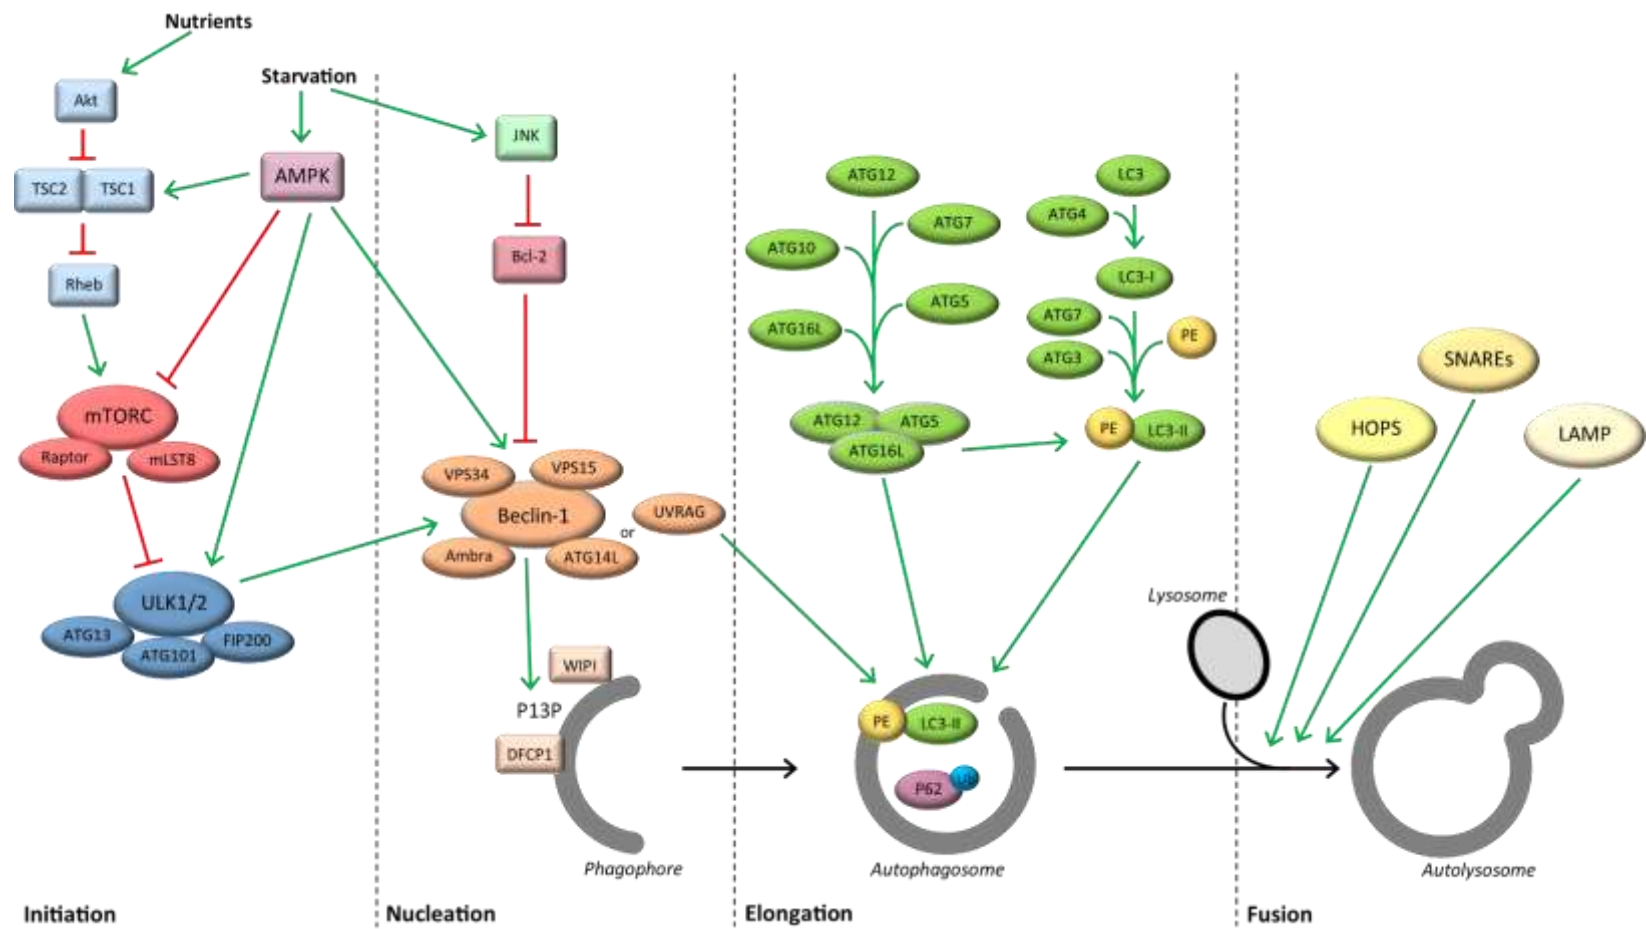 Nutrients
Starvation
Akt
TSC2
TSC1
AMPK
Rheb
mTORC
Raptor
mLST8
ULK1/2
ATG13
ATG101
FIP200
Initiation
JNK
Bcl-2
VPS34
VPS15
Beclin-1
or
UVRAG
Ambra
ATG14L
WIPI
P13P
DFCP1
Phagophore
Nucleation
ATG12
ATG7
ATG10
ATG5
ATG16L
ATG12
ATG5
ATG16L
LC3
ATG4
LC3-I
ATG7
PE
ATG3
PE
LC3-II
PE
LC3-II
P62
Ub
Autophagosome
Elongation
Lysosome
SNAREs
HOPS
LAMP
Autolysosome
Fusion